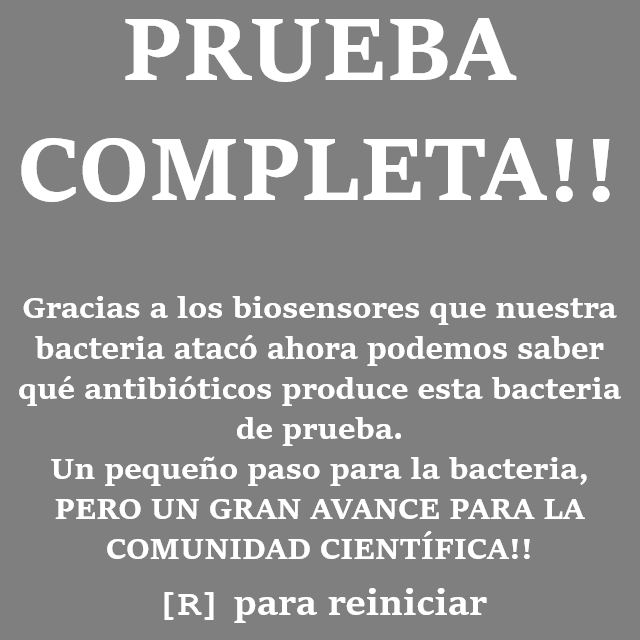 PRUEBA
COMPLETA!!
Gracias a los biosensores que nuestra
bacteria atacó ahora podemos saber
qué antibióticos produce esta bacteria
de prueba.
Un pequeño paso para la bacteria,
PERO UN GRAN AVANCE PARA LA
COMUNIDAD CIENTÍFICA!!
[R] para reiniciar